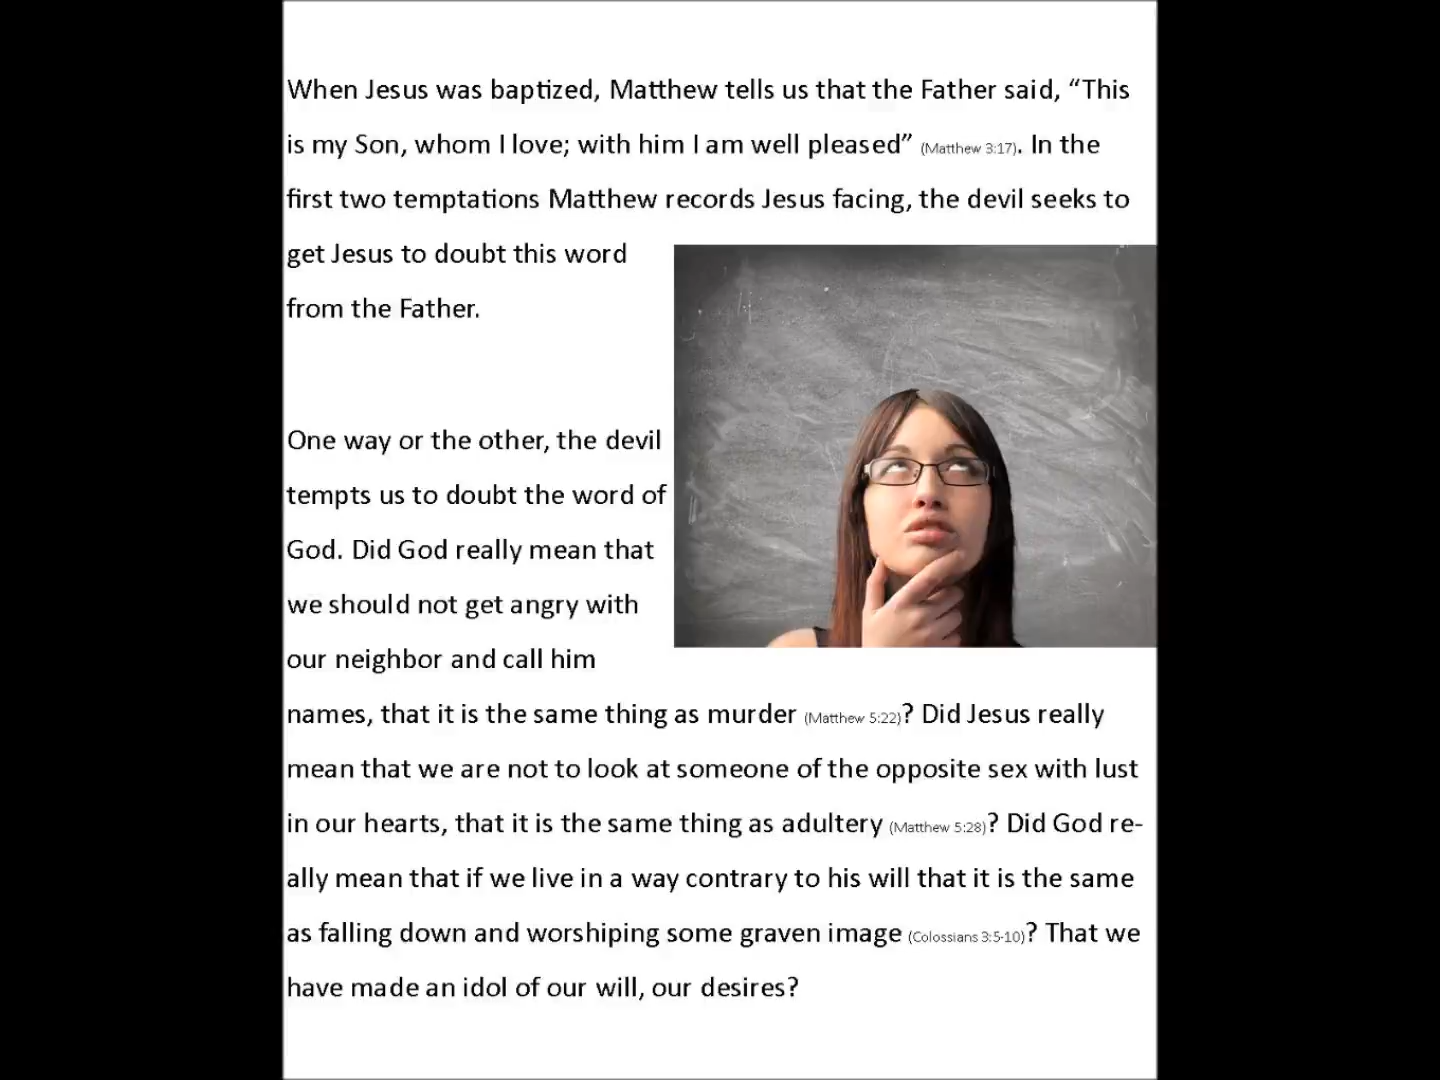 When Jesus was baptized, Matthew tells us that the Father said, “This
is my Son, whom I love; with him I am well pleased” (Matthew 3:17). In the
first two temptations Matthew records Jesus facing, the devil seeks to
get Jesus to doubt this word
from the Father.
One way or the other, the devil
tempts us to doubt the word of
God. Did God really mean that
we should not get angry with
our neighbor and call him
names, that it is the same thing as murder (Matthew 5:22)? Did Jesus really
mean that we are not to look at someone of the opposite sex with lust
in our hearts, that it is the same thing as adultery (Matthew 5:28)? Did God re-
ally mean that if we live in a way contrary to his will that it is the same
as falling down and worshiping some graven image (Colossians 3:5-10)? That we
have made an idol of our will, our desires?